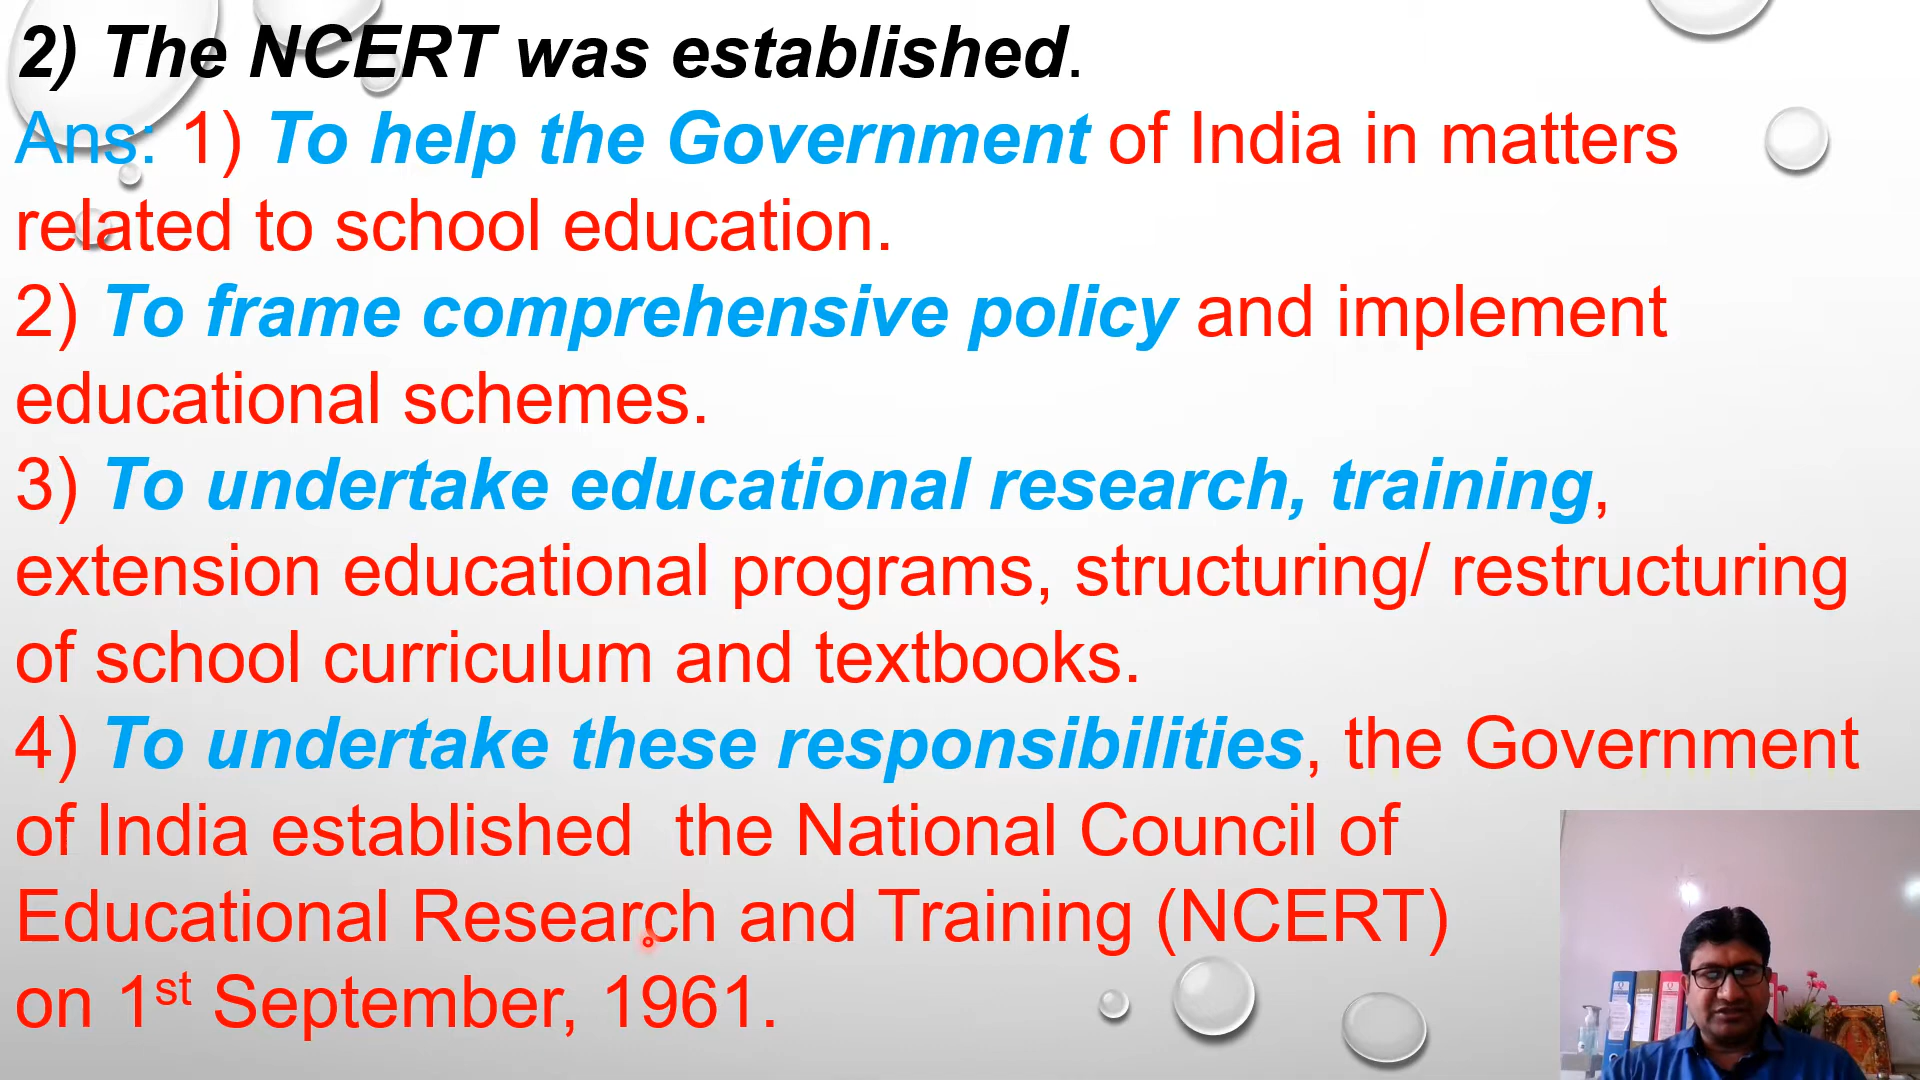 2) The NCERT was established.
Ans: 1) To help the Government of India in matters
related to school education.
2) To frame comprehensive policy and implement
educational schemes.
3) To undertake educational research, training,
extension educational programs, structuring/ restructuring
of school curriculum and textbooks.
4) To undertake these responsibilities, the Government
of India established  the National Council of
Educational Research and Training (NCERT)
on 1st September, 1961.